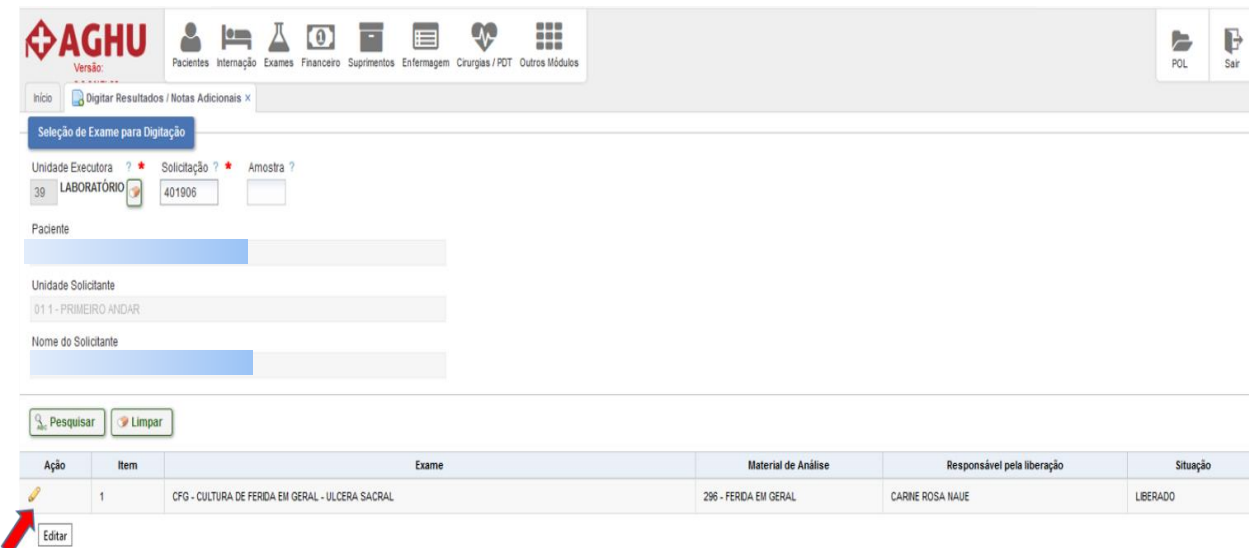 AGHU
Versão:
Pacientes Internação Exames Financeiro Suprimentos Enfermagem Cirurgias / PDT Outros Módulos
POL Sair
Início Digitar Resultados / Notas Adicionais ×
Seleção de Exame para Digitação
Unidade Executora ? * Solicitação ? * Amostra ?
39 LABORATÓRIO 401906
Paciente
Unidade Solicitante
01 1 - PRIMEIRO ANDAR
Nome do Solicitante
Pesquisar Limpar
Ação Item Exame Material de Análise Responsável pela liberação Situação
1 CFG - CULTURA DE FERIDA EM GERAL - ULCERA SACRAL 296 - FERIDA EM GERAL CARINE ROSA NAUE LIBERADO
Editar